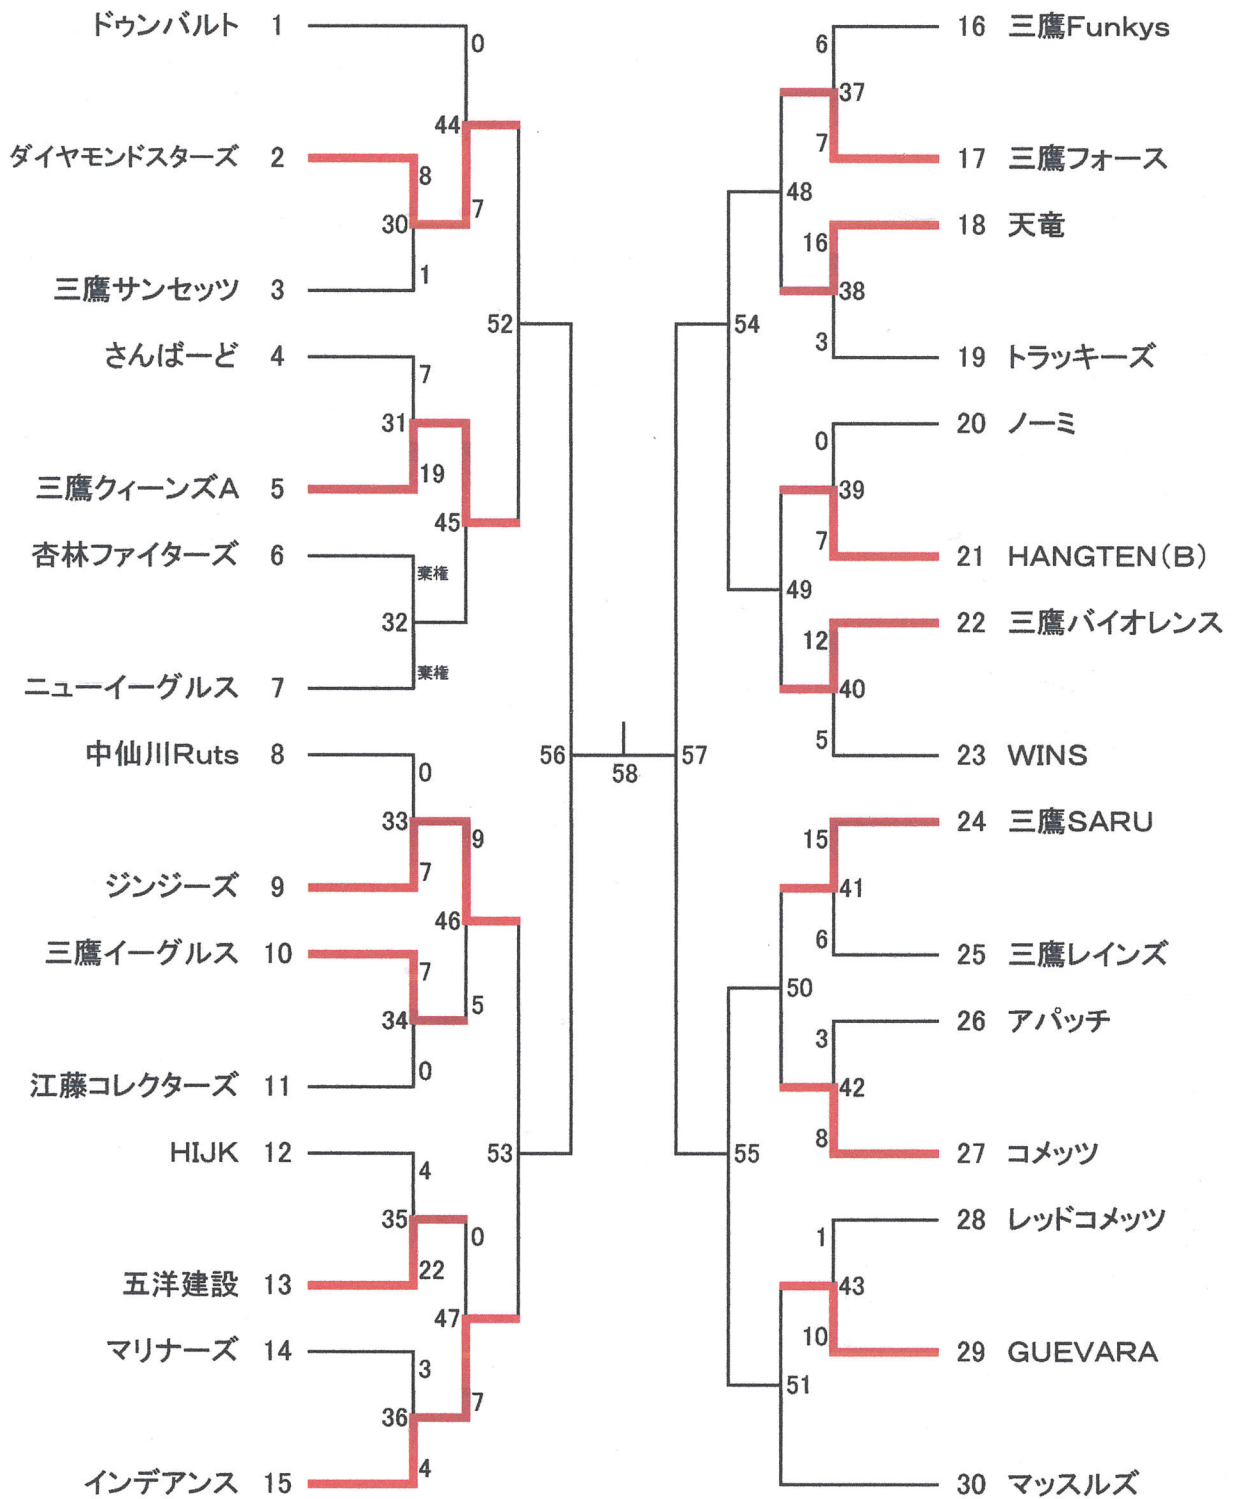 ドゥンバルト 1
0
44
ダイヤモンドスターズ 2
8
7
30
1
三鷹サンセッツ 3
52
さんばーど 4
7
31
19
三鷹クィーンズA 5
45
杏林ファイターズ 6
棄権
32
棄権
ニューイーグルス 7
中仙川Ruts 8
0
33
9
7
ジンジーズ 9
46
三鷹イーグルス 10
7
5
34
0
江藤コレクターズ 11
HIJK 12
53
4
35
0
22
五洋建設 13
47
マリナーズ 14
3
7
36
4
インデアンス 15
56
58
57
16 三鷹Funkys
6
37
7
17 三鷹フォース
48
18 天竜
16
38
3
19 トラッキーズ
54
20 ノーミ
0
39
7
21 HANGTEN(B)
49
22 三鷹バイオレンス
12
40
5
23 WINS
24 三鷹SARU
15
41
6
25 三鷹レインズ
50
26 アパッチ
3
42
8
27 コメッツ
55
28 レッドコメッツ
1
43
10
29 GUEVARA
51
30 マッスルズ